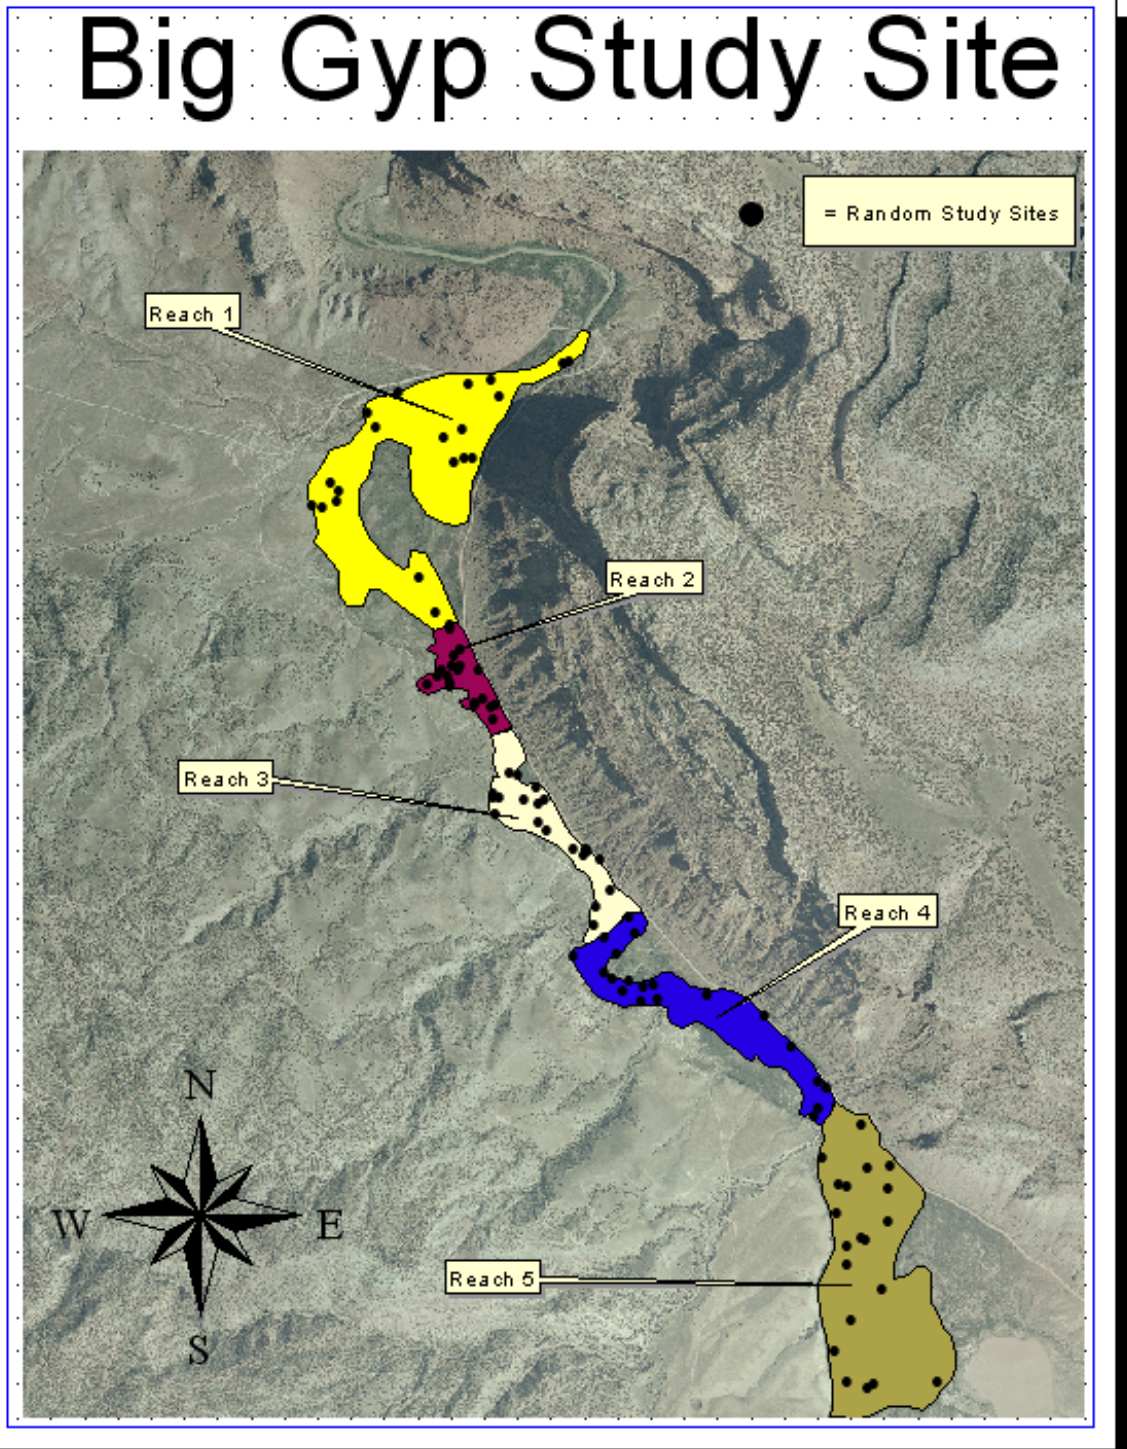 Big Gyp Study Site
= Random Study Sites
Reach 1
Reach 2
Reach 3
Reach 4
N
W E
Reach 5
S